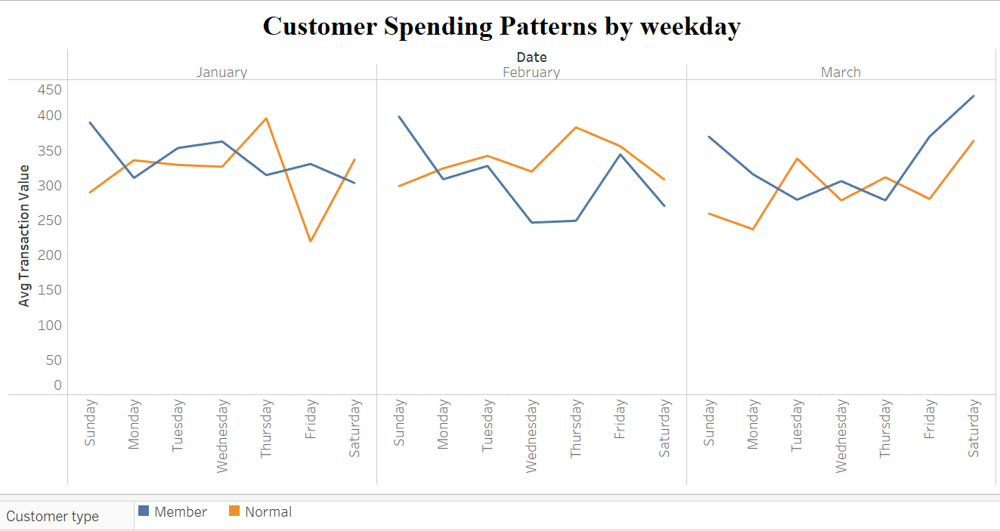 Customer Spending Patterns by weekday
Date
January February March
Avg Transaction Value
450
400
350
300
250
200
150
100
50
0
Sunday Monday Tuesday Wednesday Thursday Friday Saturday Sunday Monday Tuesday Wednesday Thursday Friday Saturday Sunday Monday Tuesday Wednesday Thursday Friday Saturday
Customer type Member Normal